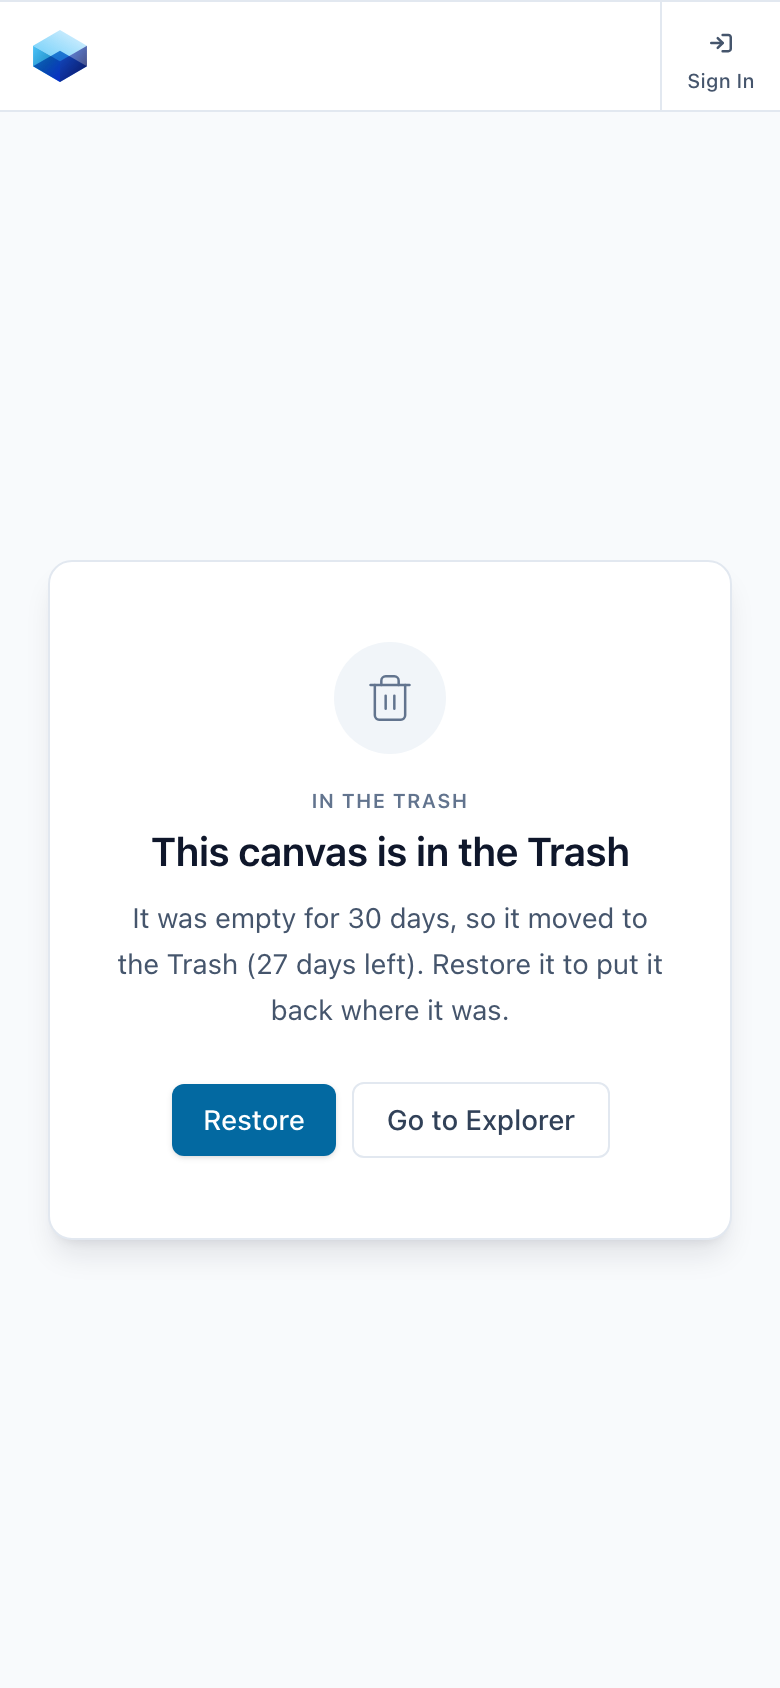 Sign In
IN THE TRASH
This canvas is in the Trash
It was empty for 30 days, so it moved to
the Trash (27 days left). Restore it to put it
back where it was.
Restore
Go to Explorer